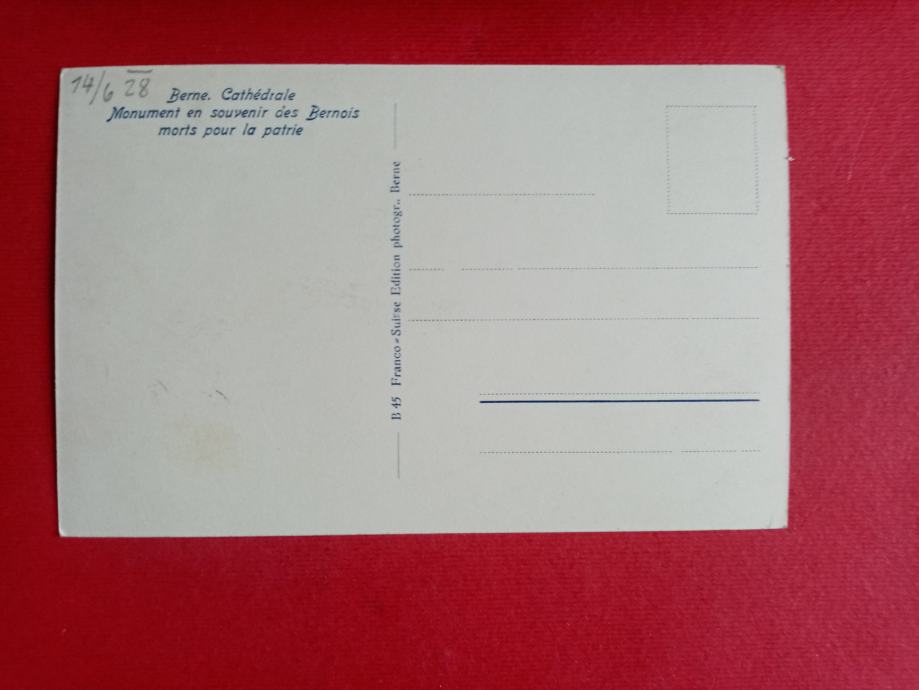 14/6 28
Berne. Cathédrale
Monument en souvenir des Bernois
morts pour la patrie
B 45 Franco-Suisse Edition photogr., Berne